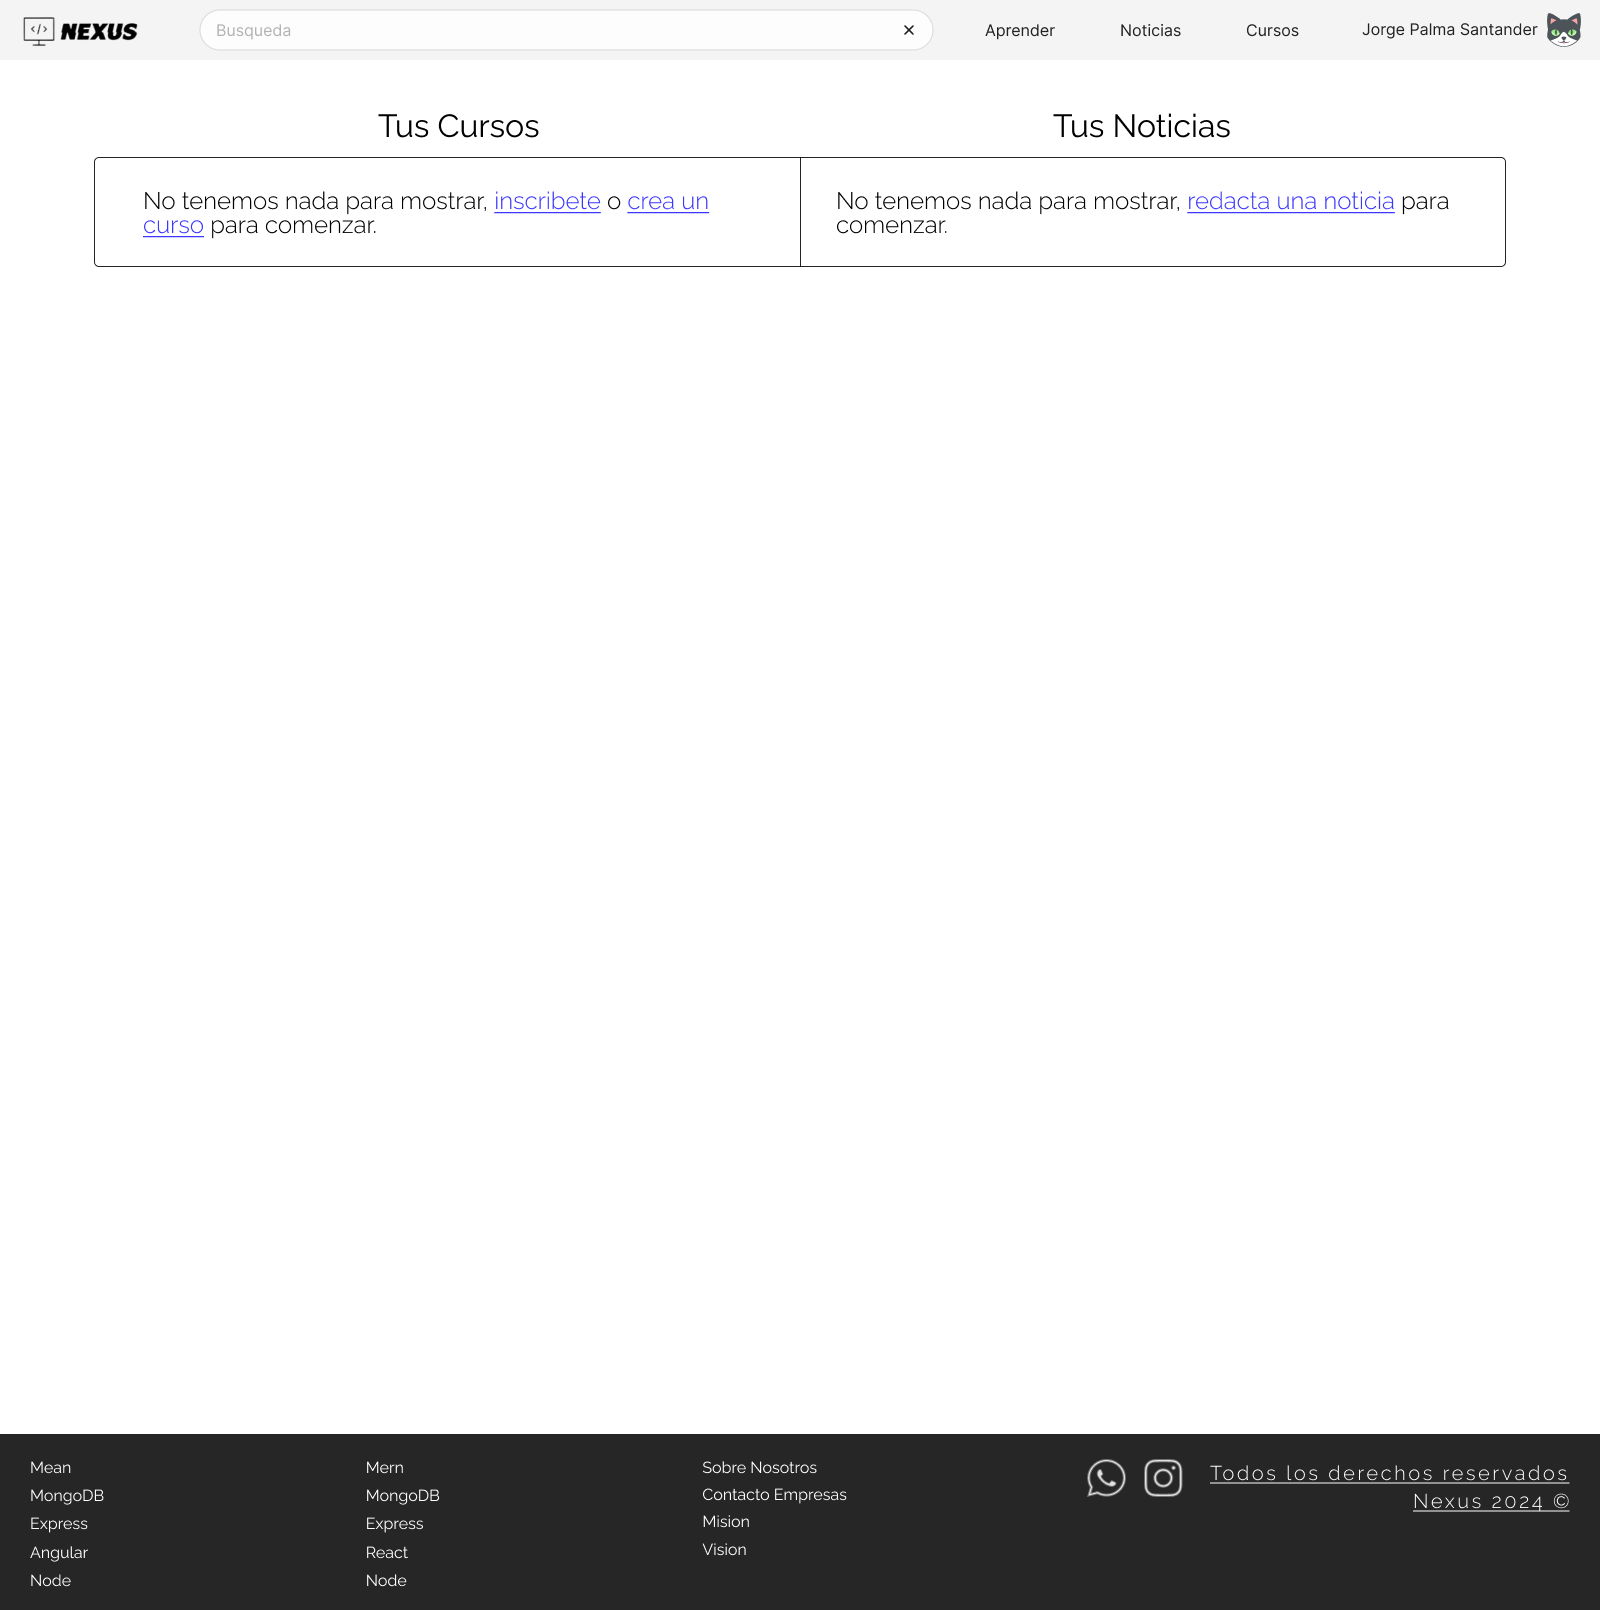 </> NEXUS
Busqueda ×
Aprender
Noticias
Cursos
Jorge Palma Santander
Tus Cursos
No tenemos nada para mostrar, inscribete o crea un
curso para comenzar.
Tus Noticias
No tenemos nada para mostrar, redacta una noticia para
comenzar.
Mean
MongoDB
Express
Angular
Node
Mern
MongoDB
Express
React
Node
Sobre Nosotros
Contacto Empresas
Mision
Vision
Todos los derechos reservados
Nexus 2024 ©